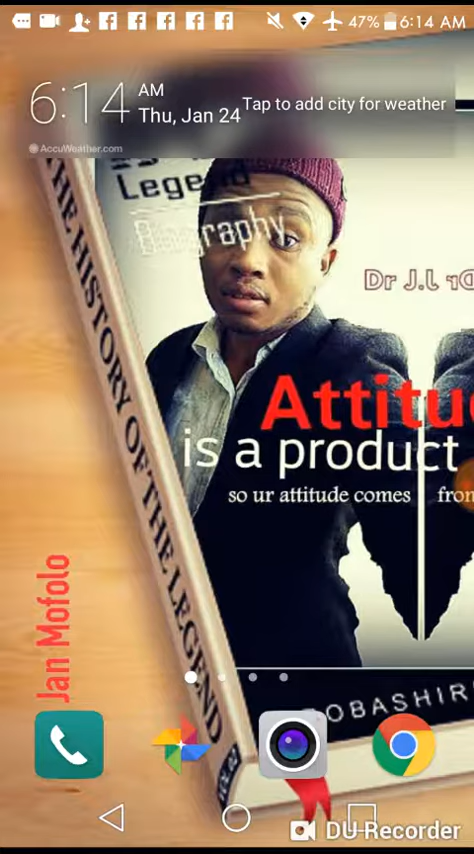 47% 6:14 AM
6:14 AM
Thu, Jan 24
Tap to add city for weather
AccuWeather.com
Legend
Biography
Dr J.L
THE HISTORY OF THE LEGEND
Attitu
is a product
so ur attitude comes from
Jan Mofolo
OBASHIR
DU Recorder